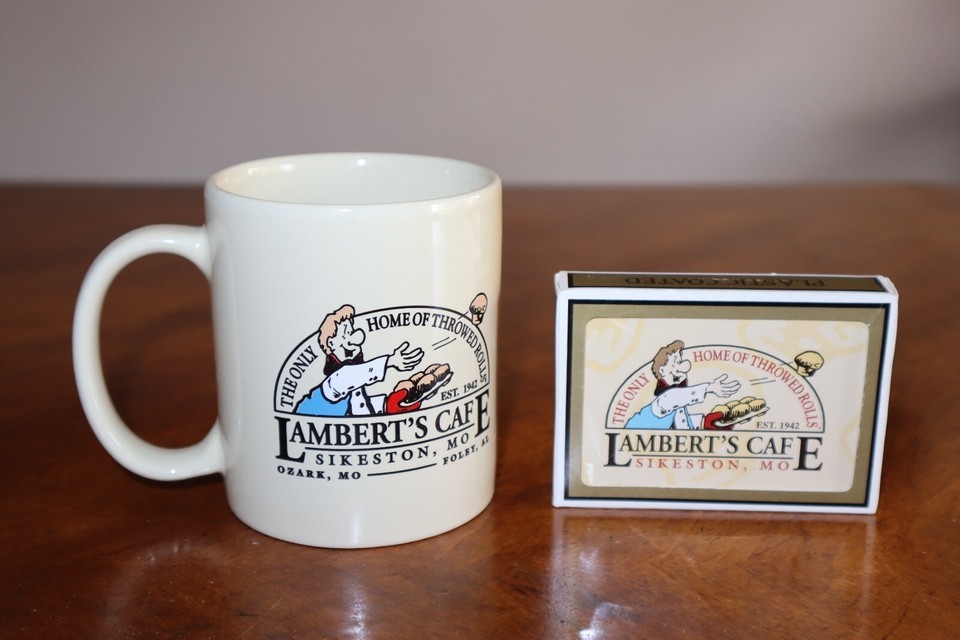 THE ONLY HOME OF THROWED ROLLS
EST. 1942
LAMBERT'S CAFE
SIKESTON, MO
OZARK, MO
FOLEY, AL
PLASTIC COATED
THE ONLY HOME OF THROWED ROLLS
EST. 1942
LAMBERT'S CAFE
SIKESTON, MO